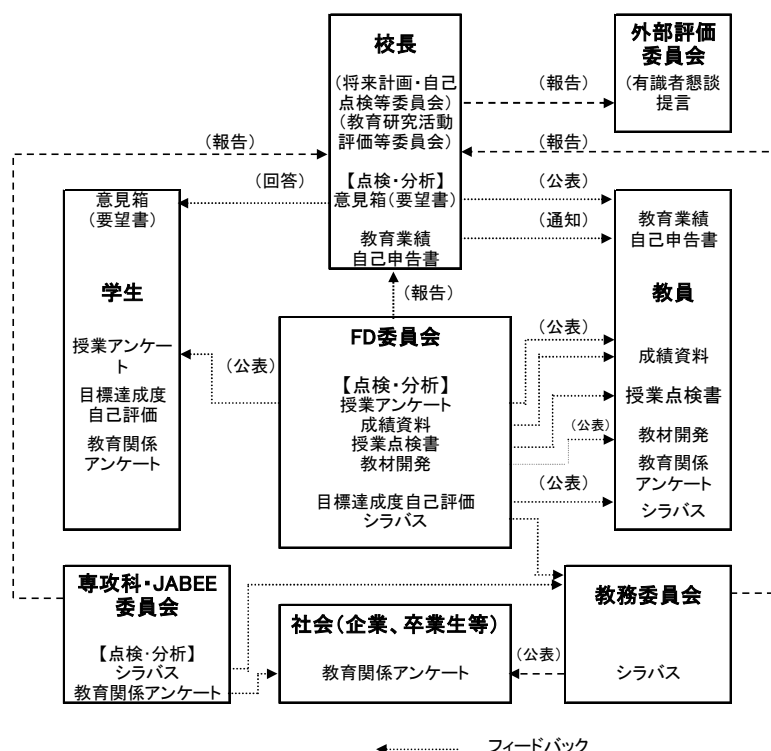 校長
(将来計画・自己
点検等委員会)
(教育研究活動
評価等委員会)
【点検・分析】
意見箱(要望書)
教育業績
自己申告書
外部評価
委員会
(有識者懇談
提言)
(報告)
(報告)
(報告)
(回答)
(公表)
(通知)
意見箱
(要望書)
学生
授業アンケー
ト
目標達成度
自己評価
教育関係
アンケート
(報告)
(公表)
FD委員会
【点検・分析】
授業アンケート
成績資料
授業点検書
教材開発
目標達成度自己評価
シラバス
(公表)
(公表)
(公表)
教育業績
自己申告書
教員
成績資料
授業点検書
教材開発
教育関係
アンケート
シラバス
専攻科・JABEE
委員会
【点検・分析】
シラバス
教育関係アンケート
社会(企業、卒業生等)
教育関係アンケート
(公表)
教務委員会
シラバス
フィードバック